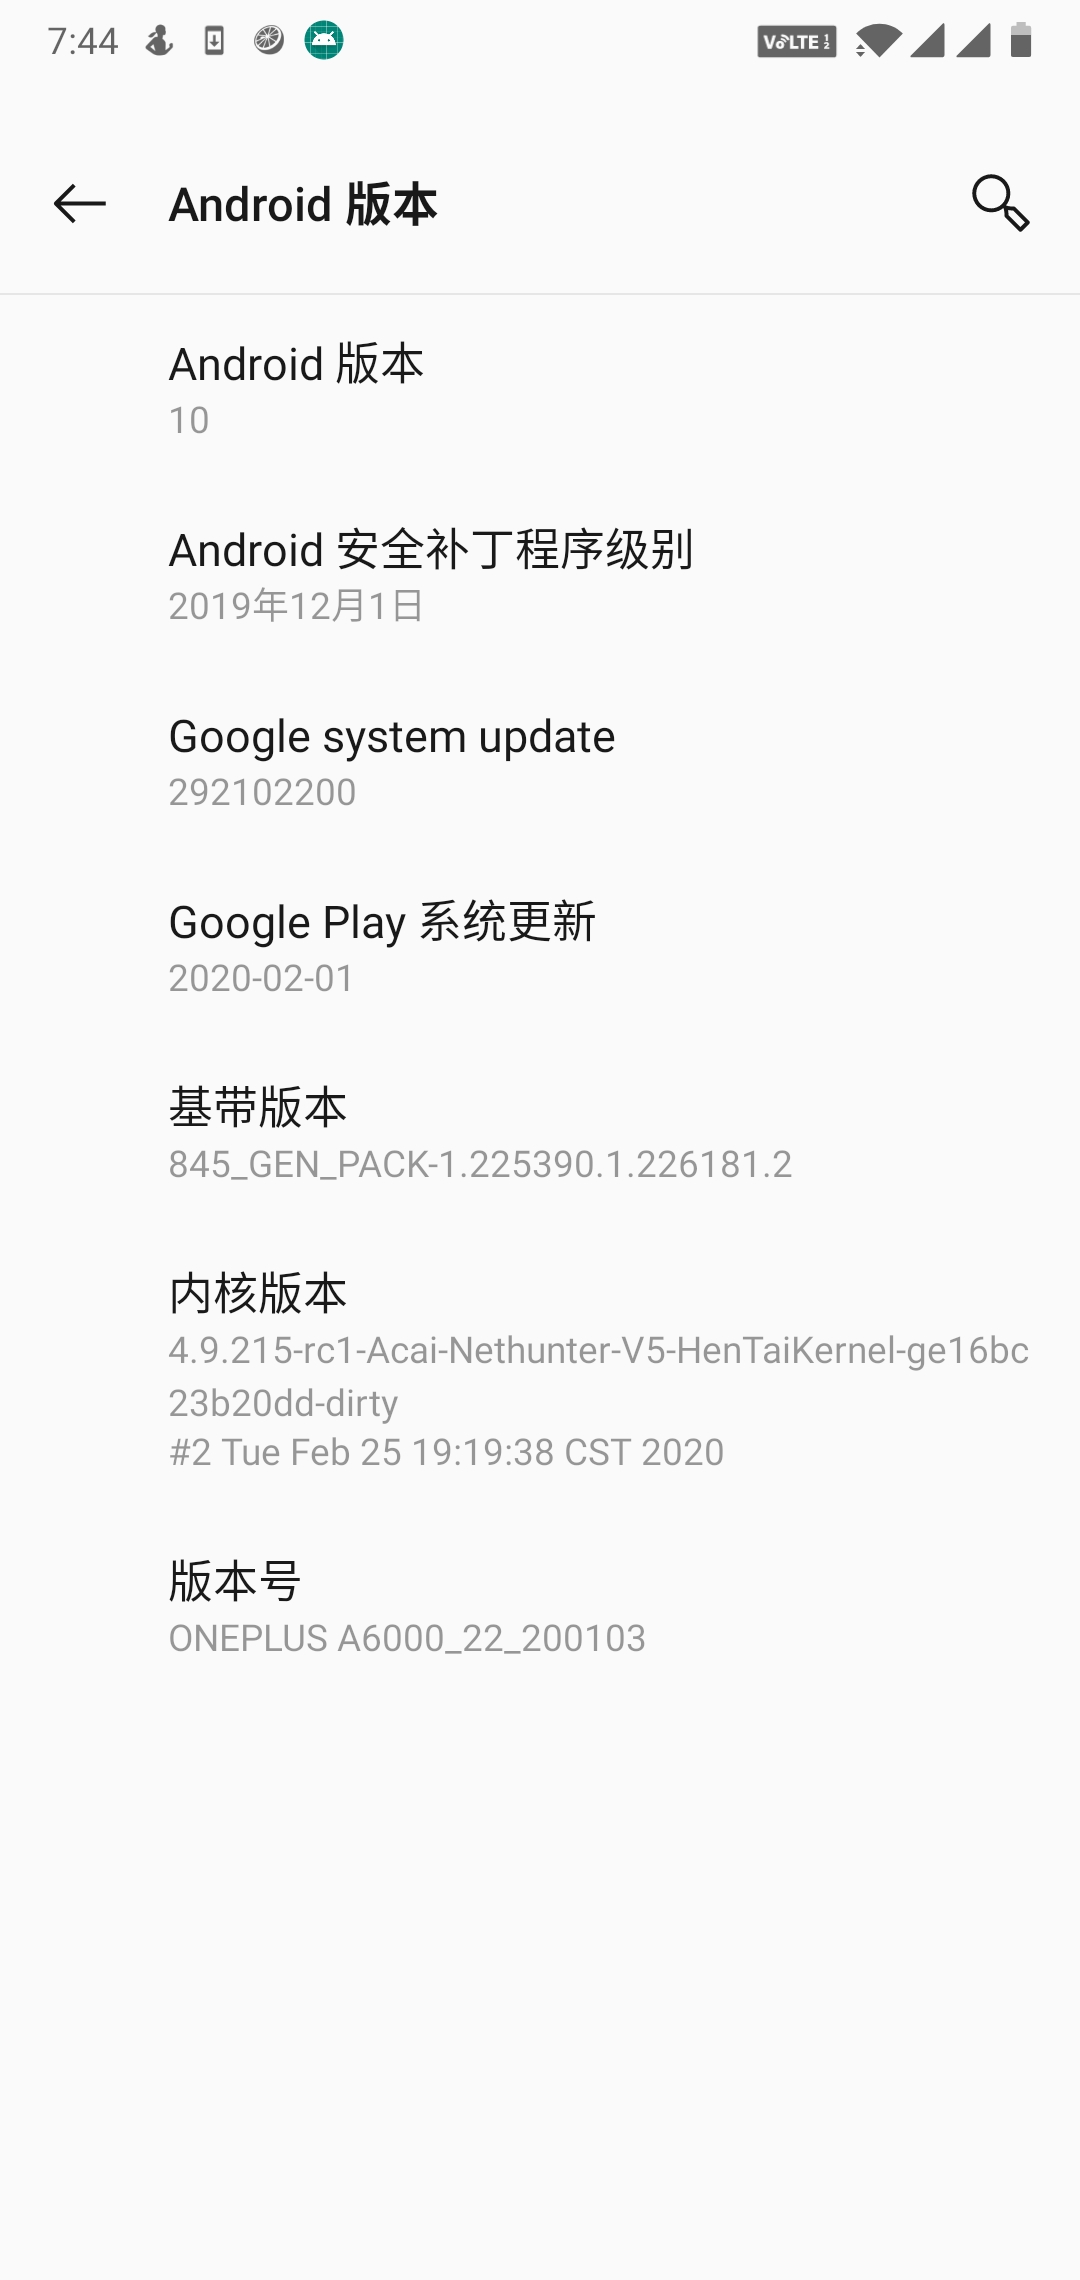 7:44
VoLTE 1 2
Android 版本
Android 版本
10
Android 安全补丁程序级别
2019年12月1日
Google system update
292102200
Google Play 系统更新
2020-02-01
基带版本
845_GEN_PACK-1.225390.1.226181.2
内核版本
4.9.215-rc1-Acai-Nethunter-V5-HenTaiKernel-ge16bc
23b20dd-dirty
#2 Tue Feb 25 19:19:38 CST 2020
版本号
ONEPLUS A6000_22_200103